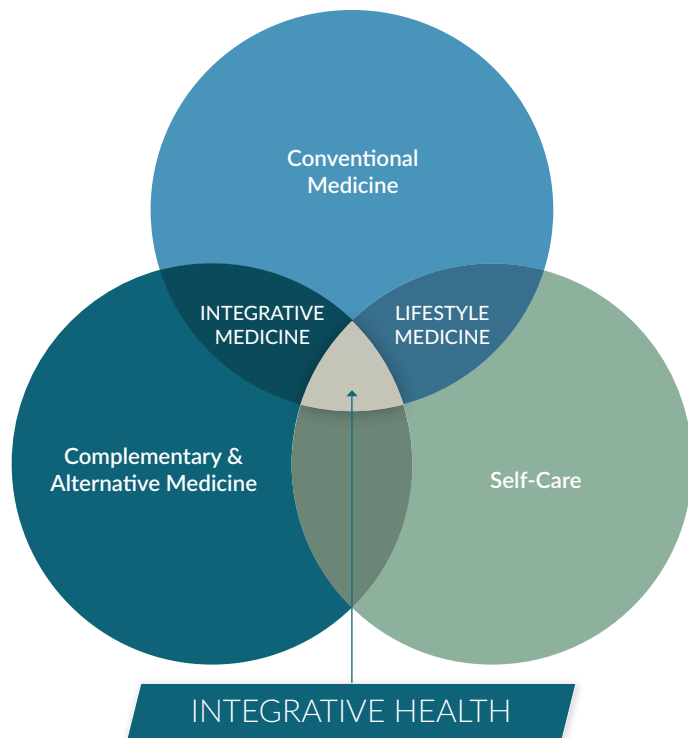 Conventional
Medicine
INTEGRATIVE
MEDICINE
LIFESTYLE
MEDICINE
Complementary &
Alternative Medicine
Self-Care
INTEGRATIVE HEALTH